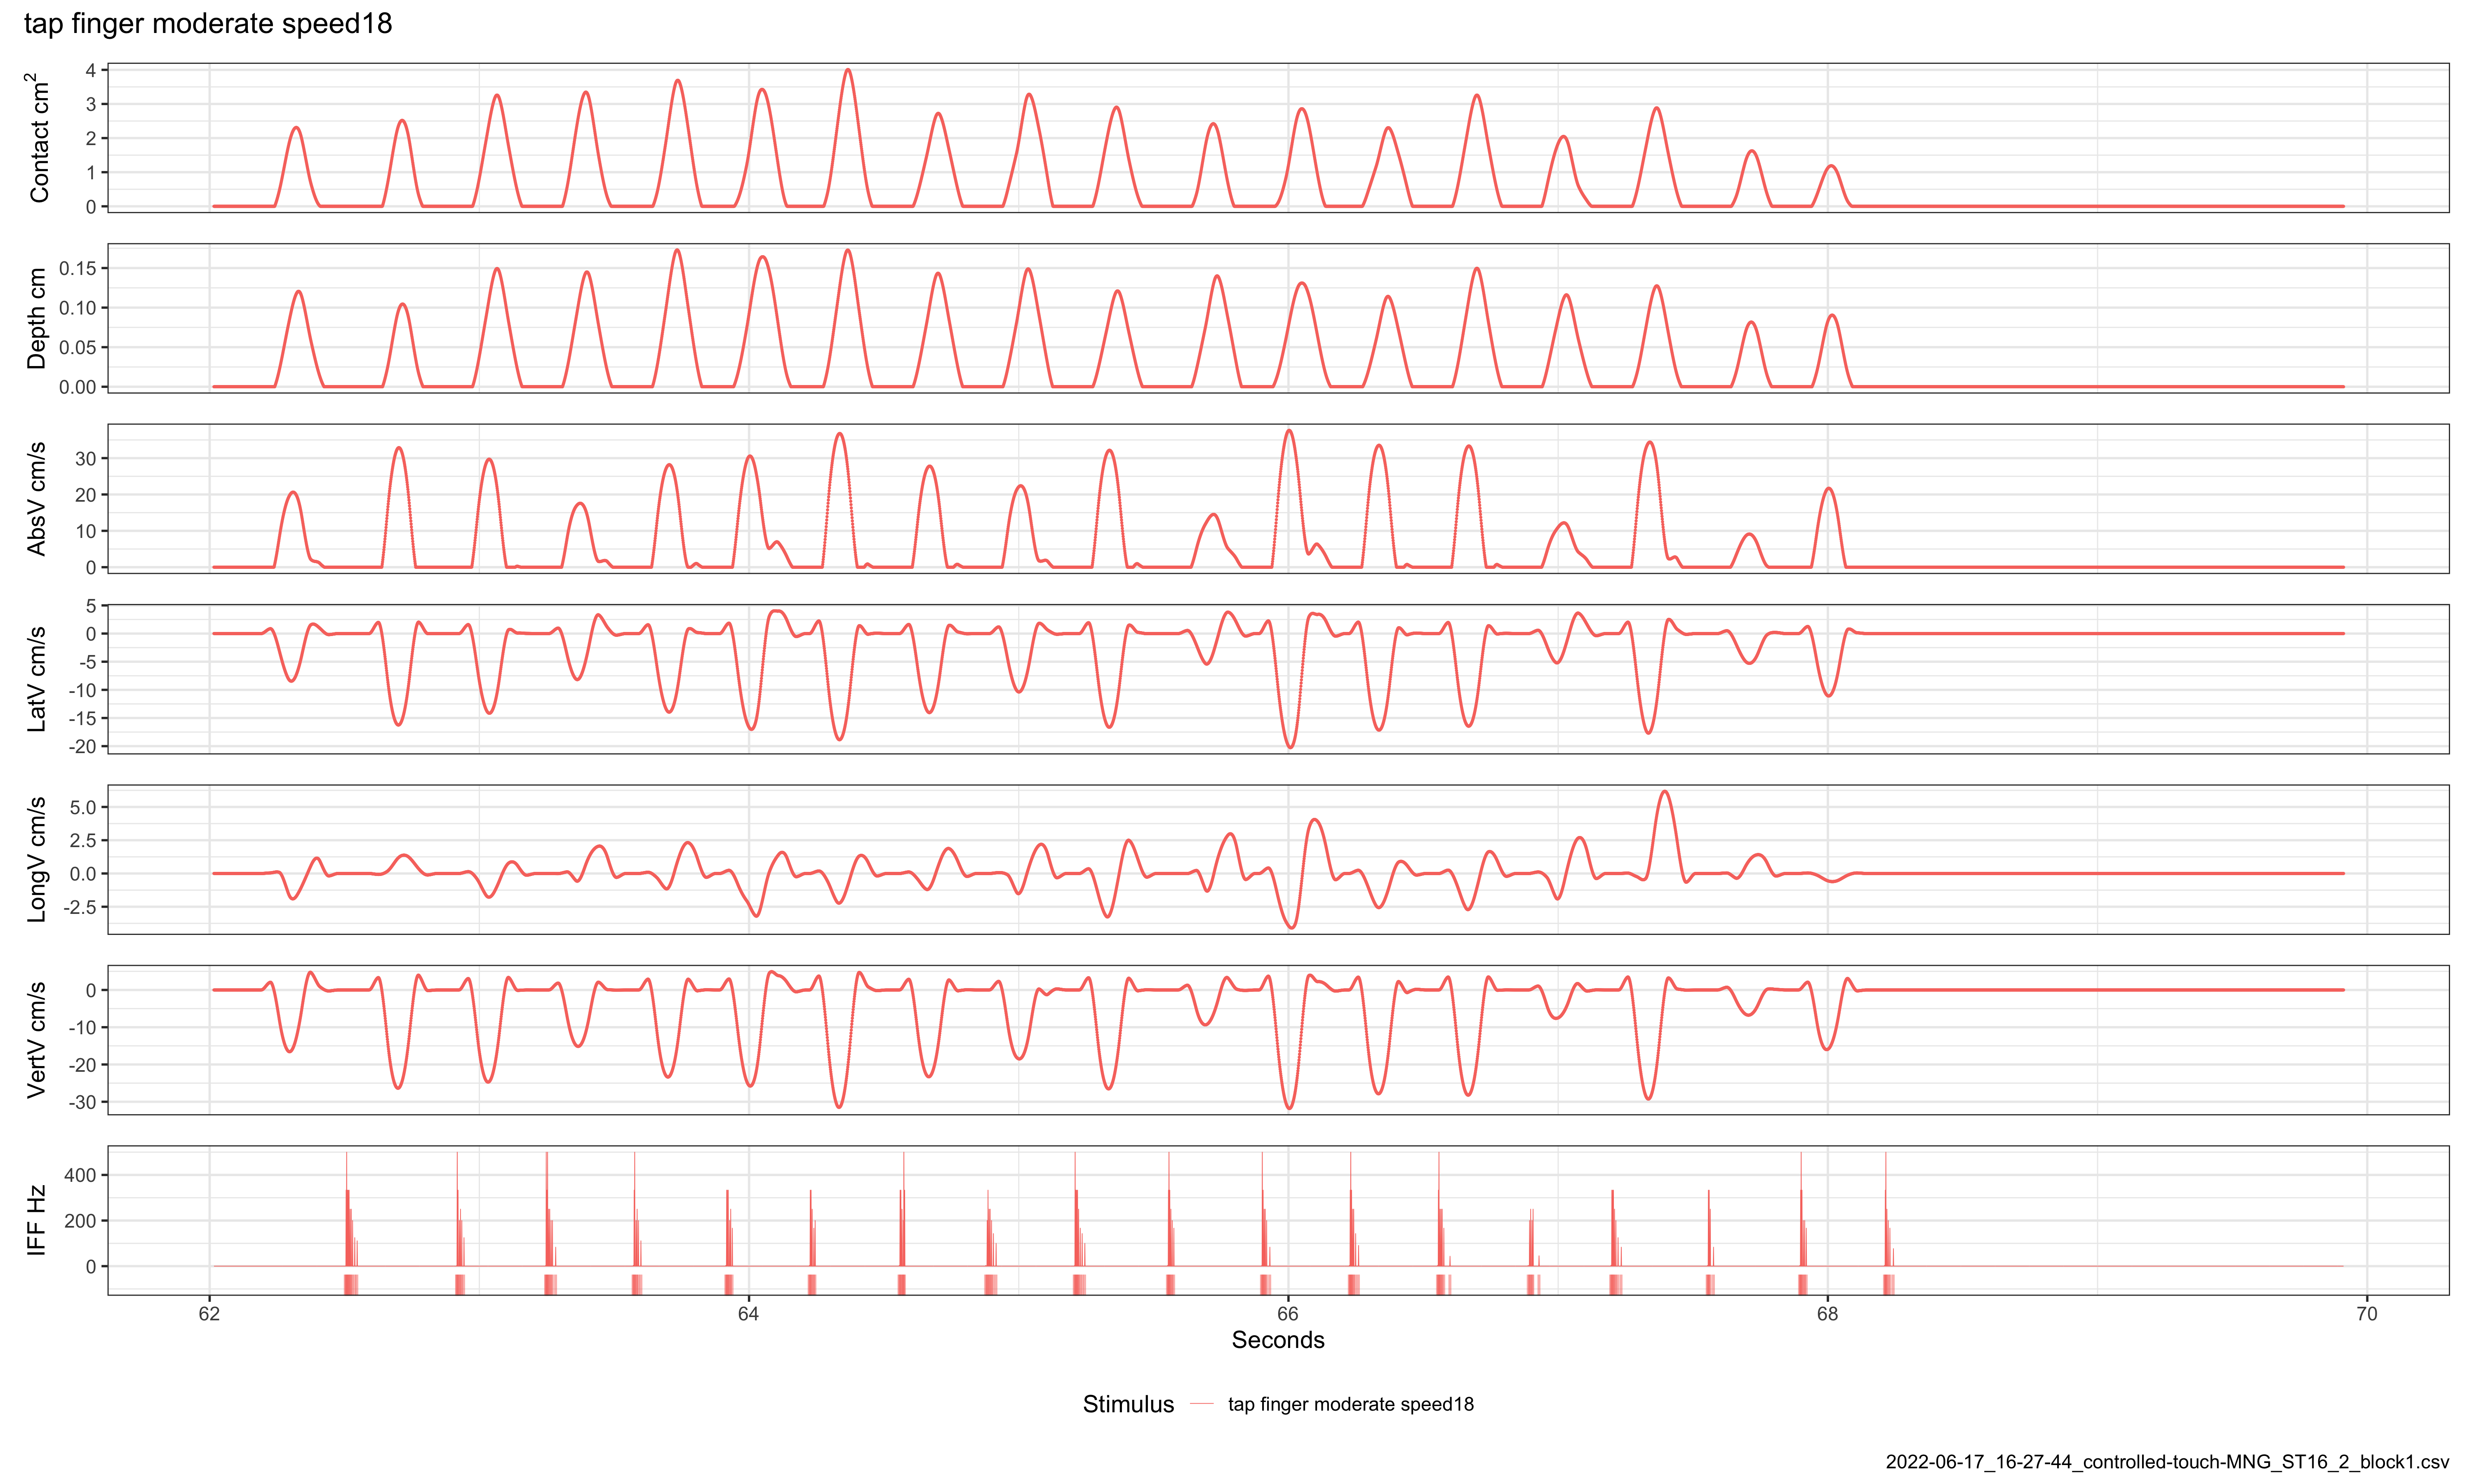 tap finger moderate speed18
Contact cm²
4
3
2
1
0
Depth cm
0.15
0.10
0.05
0.00
AbsV cm/s
30
20
10
0
LatV cm/s
5
0
-5
-10
-15
-20
LongV cm/s
5.0
2.5
0.0
-2.5
VertV cm/s
0
-10
-20
-30
IFF Hz
400
200
0
62 64 66 68 70
Seconds
Stimulus tap finger moderate speed18
2022-06-17_16-27-44_controlled-touch-MNG_ST16_2_block1.csv